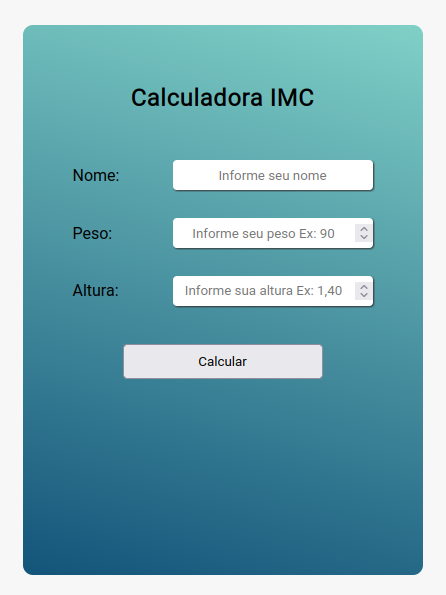 Calculadora IMC
Nome: Informe seu nome
Peso: Informe seu peso Ex: 90
Altura: Informe sua altura Ex: 1,40
Calcular